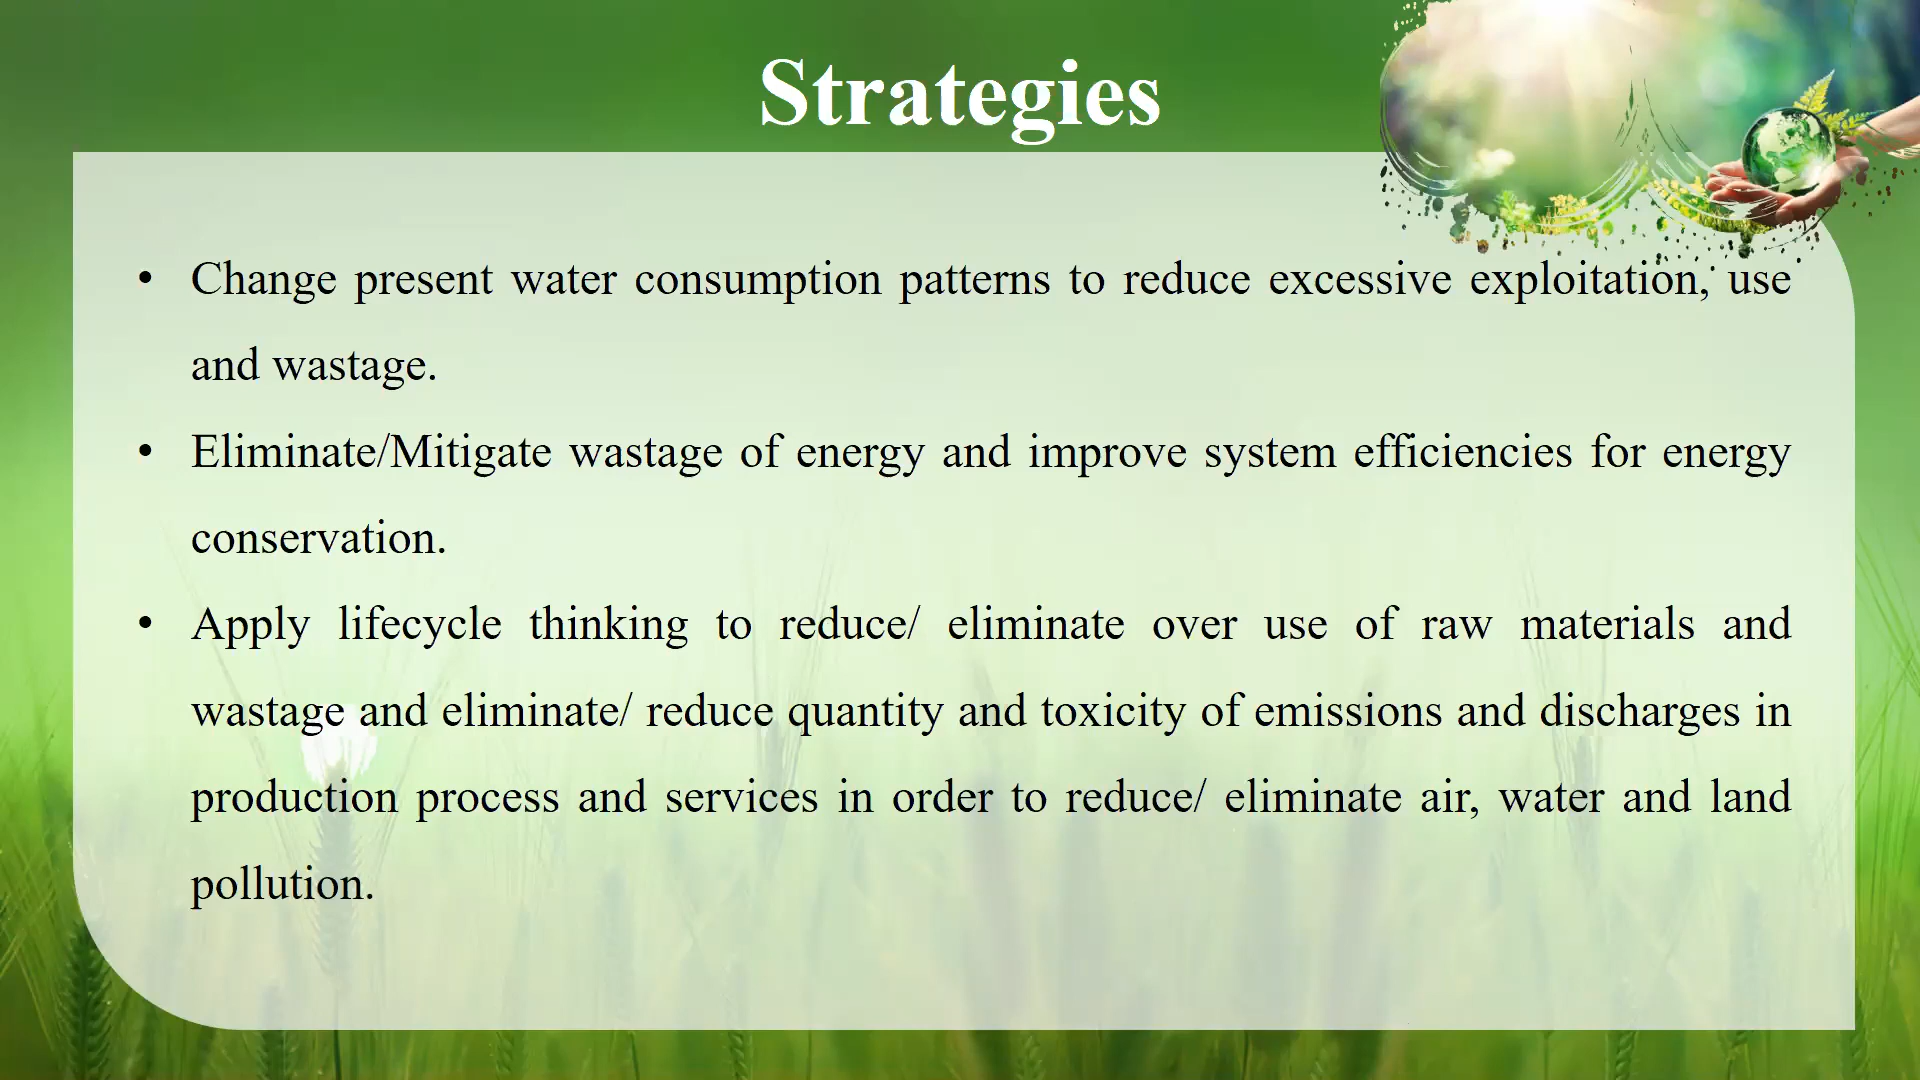 Strategies
• Change present water consumption patterns to reduce excessive exploitation, use
and wastage.
• Eliminate/Mitigate wastage of energy and improve system efficiencies for energy
conservation.
• Apply lifecycle thinking to reduce/ eliminate over use of raw materials and
wastage and eliminate/ reduce quantity and toxicity of emissions and discharges in
production process and services in order to reduce/ eliminate air, water and land
pollution.